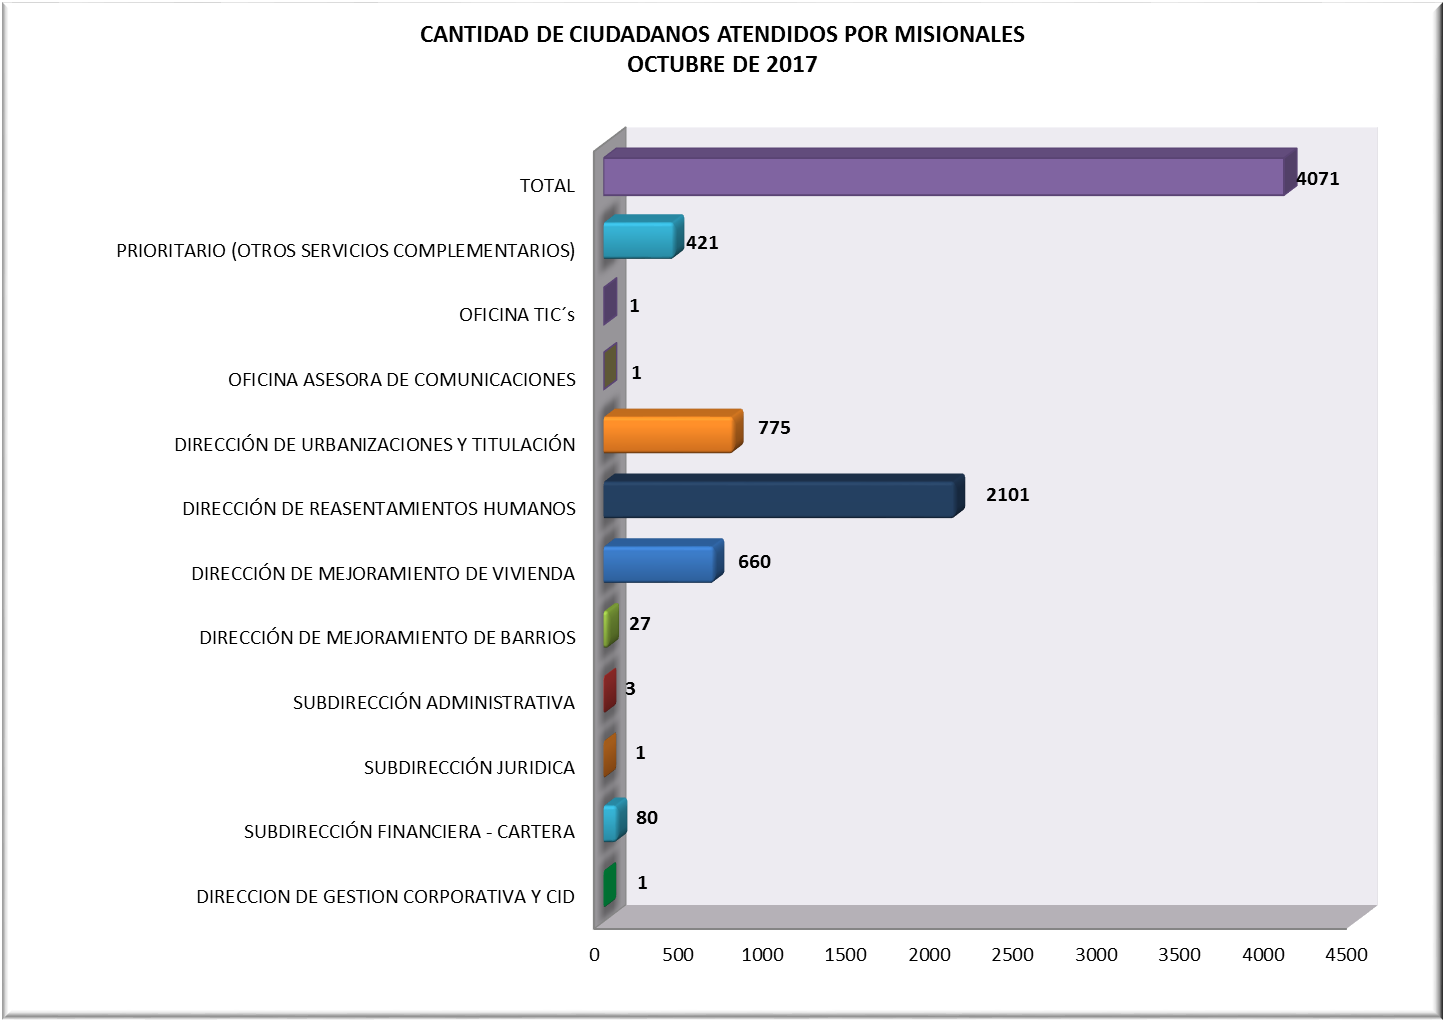 CANTIDAD DE CIUDADANOS ATENDIDOS POR MISIONALES
OCTUBRE DE 2017
TOTAL 4071
PRIORITARIO (OTROS SERVICIOS COMPLEMENTARIOS) 421
OFICINA TIC´s 1
OFICINA ASESORA DE COMUNICACIONES 1
DIRECCIÓN DE URBANIZACIONES Y TITULACIÓN 775
DIRECCIÓN DE REASENTAMIENTOS HUMANOS 2101
DIRECCIÓN DE MEJORAMIENTO DE VIVIENDA 660
DIRECCIÓN DE MEJORAMIENTO DE BARRIOS 27
SUBDIRECCIÓN ADMINISTRATIVA 3
SUBDIRECCIÓN JURIDICA 1
SUBDIRECCIÓN FINANCIERA - CARTERA 80
DIRECCION DE GESTION CORPORATIVA Y CID 1
0 500 1000 1500 2000 2500 3000 3500 4000 4500